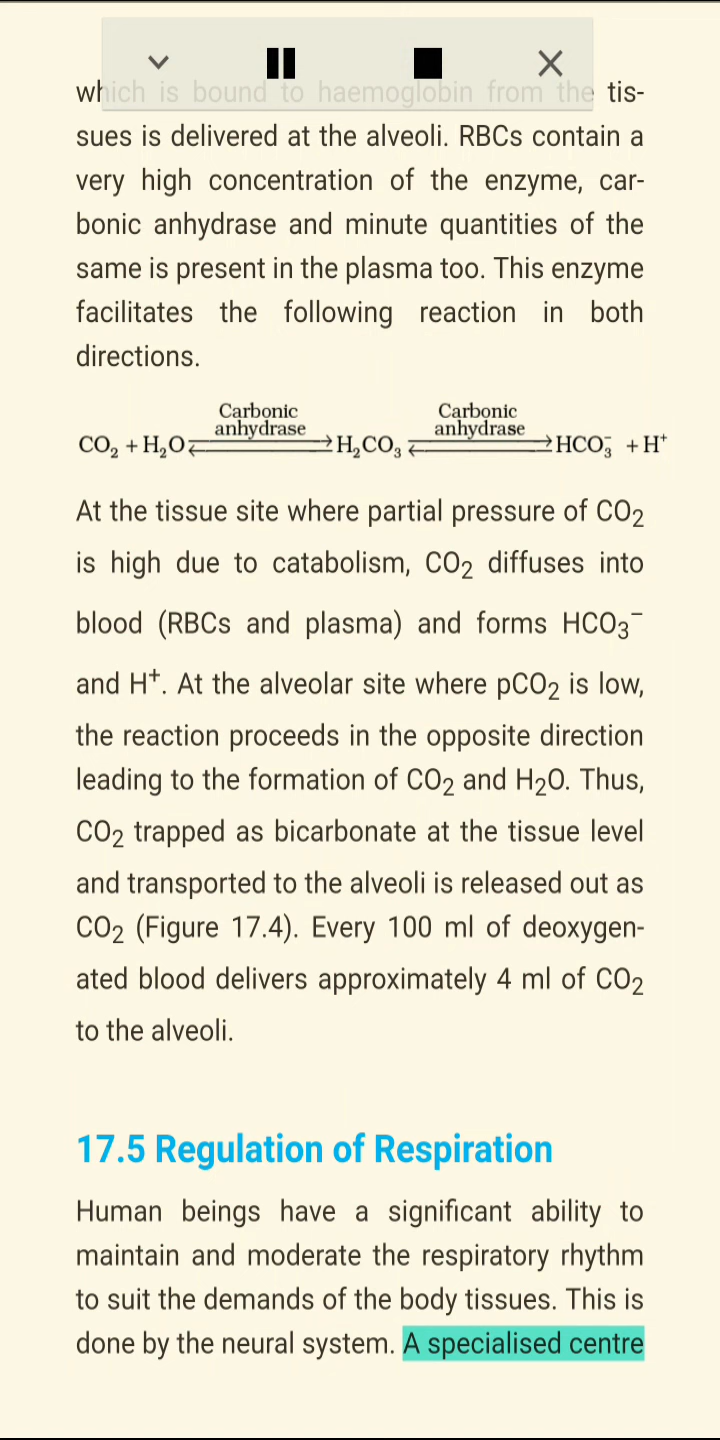 which is bound to haemoglobin from the tis-
sues is delivered at the alveoli. RBCs contain a
very high concentration of the enzyme, car-
bonic anhydrase and minute quantities of the
same is present in the plasma too. This enzyme
facilitates the following reaction in both
directions.
CO₂ + H₂O ⇌ (Carbonic anhydrase) H₂CO₃ ⇌ (Carbonic anhydrase) HCO₃⁻ + H⁺
At the tissue site where partial pressure of CO₂
is high due to catabolism, CO₂ diffuses into
blood (RBCs and plasma) and forms HCO₃⁻
and H⁺. At the alveolar site where pCO₂ is low,
the reaction proceeds in the opposite direction
leading to the formation of CO₂ and H₂O. Thus,
CO₂ trapped as bicarbonate at the tissue level
and transported to the alveoli is released out as
CO₂ (Figure 17.4). Every 100 ml of deoxygen-
ated blood delivers approximately 4 ml of CO₂
to the alveoli.
17.5 Regulation of Respiration
Human beings have a significant ability to
maintain and moderate the respiratory rhythm
to suit the demands of the body tissues. This is
done by the neural system. A specialised centre